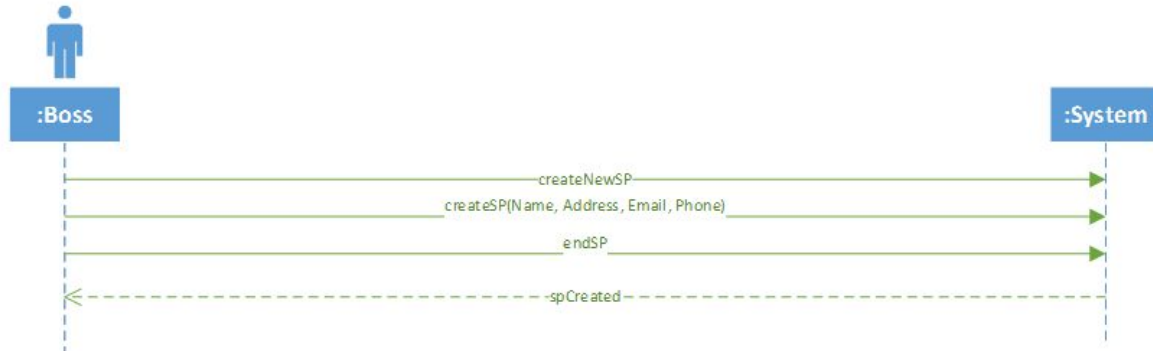 :Boss
:System
createNewSP
createSP(Name, Address, Email, Phone)
endSP
spCreated